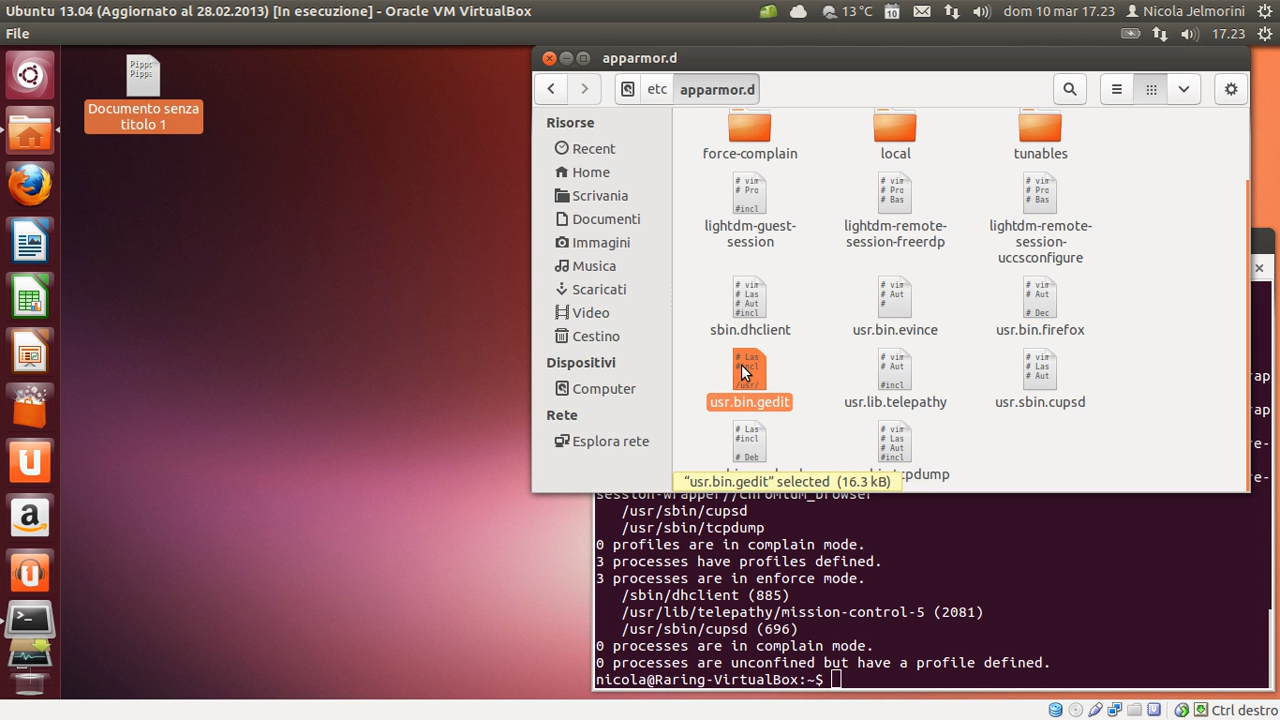 Ubuntu 13.04 (Aggiornato al 28.02.2013) [In esecuzione] - Oracle VM VirtualBox
13 °C
10
dom 10 mar 17.23
Nicola Jelmorini
File
17.23
Documento senza
titolo 1
apparmor.d
etc
apparmor.d
Risorse
Recent
Home
Scrivania
Documenti
Immagini
Musica
Scaricati
Video
Cestino
Dispositivi
Computer
Rete
Esplora rete
force-complain
local
tunables
lightdm-guest-
session
lightdm-remote-
session-freerdp
lightdm-remote-
session-
uccsconfigure
sbin.dhclient
usr.bin.evince
usr.bin.firefox
usr.bin.gedit
usr.lib.telepathy
usr.sbin.cupsd
"usr.bin.gedit" selected (16.3 kB)
session-wrapper//chromium_browser
/usr/sbin/cupsd
/usr/sbin/tcpdump
0 profiles are in complain mode.
3 processes have profiles defined.
3 processes are in enforce mode.
/sbin/dhclient (885)
/usr/lib/telepathy/mission-control-5 (2081)
/usr/sbin/cupsd (696)
0 processes are in complain mode.
0 processes are unconfined but have a profile defined.
nicola@Raring-VirtualBox:~$
Ctrl destro